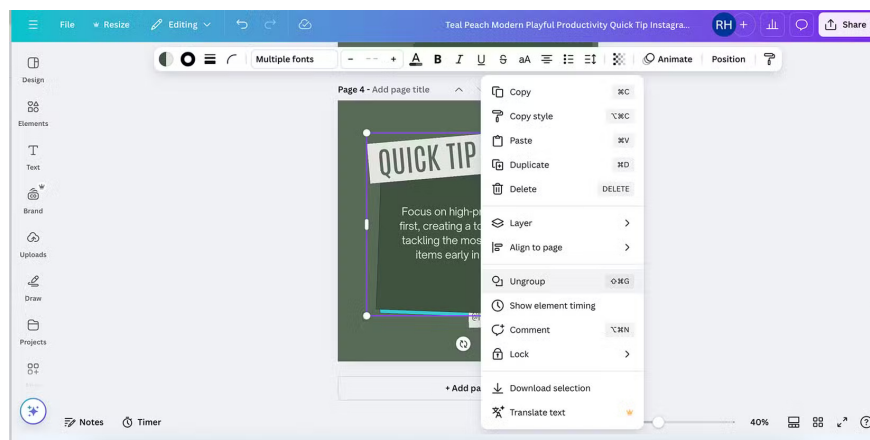 File
Resize
Editing
Teal Peach Modern Playful Productivity Quick Tip Instagra...
RH
+
Share
Multiple fonts
- -- +
A
B
I
U
S
aA
Animate
Position
Design
Elements
Text
Brand
Uploads
Draw
Projects
Page 4 - Add page title
QUICK TIP
Focus on high-p
first, creating a to
tackling the mos
items early in
+ Add pa
Copy ⌘C
Copy style ⌥⌘C
Paste ⌘V
Duplicate ⌘D
Delete DELETE
Layer
Align to page
Ungroup ⇧⌘G
Show element timing
Comment ⌥⌘N
Lock
Download selection
Translate text
Notes
Timer
40%